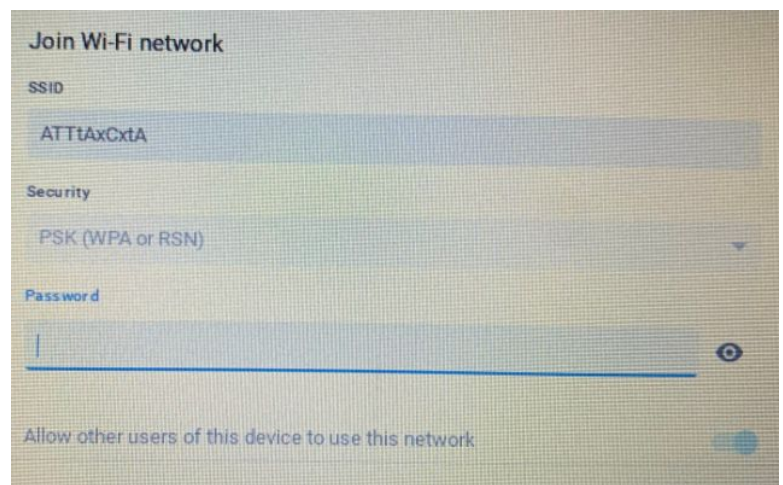 Join Wi-Fi network
SSID
ATTtAxCxtA
Security
PSK (WPA or RSN)
Password
Allow other users of this device to use this network